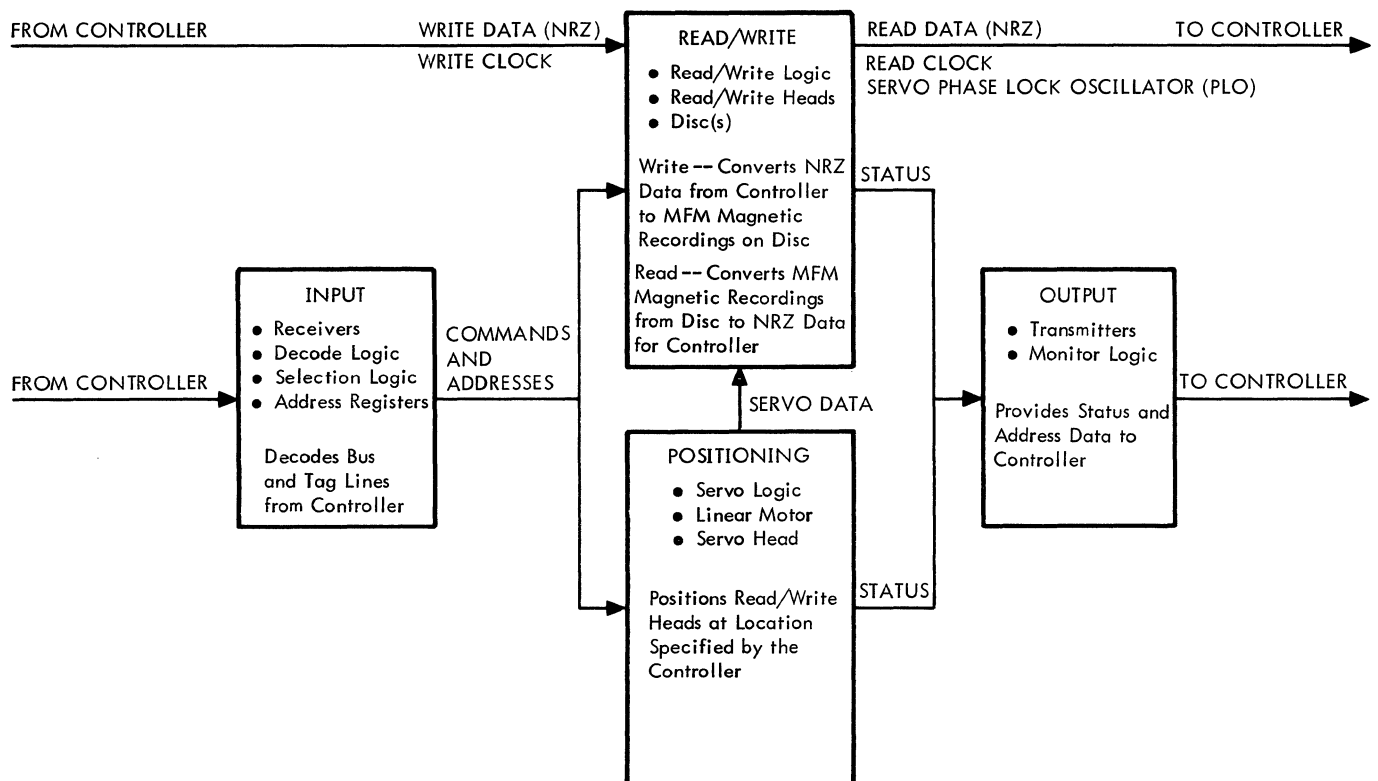 FROM CONTROLLER
WRITE DATA (NRZ)
WRITE CLOCK
READ/WRITE
● Read/Write Logic
● Read/Write Heads
● Disc(s)
Write -- Converts NRZ
Data from Controller
to MFM Magnetic
Recordings on Disc
Read -- Converts MFM
Magnetic Recordings
from Disc to NRZ Data
for Controller
READ DATA (NRZ)
TO CONTROLLER
READ CLOCK
SERVO PHASE LOCK OSCILLATOR (PLO)
STATUS
FROM CONTROLLER
INPUT
● Receivers
● Decode Logic
● Selection Logic
● Address Registers
Decodes Bus
and Tag Lines
from Controller
COMMANDS
AND
ADDRESSES
SERVO DATA
POSITIONING
● Servo Logic
● Linear Motor
● Servo Head
Positions Read/Write
Heads at Location
Specified by the
Controller
STATUS
OUTPUT
● Transmitters
● Monitor Logic
Provides Status and
Address Data to
Controller
TO CONTROLLER